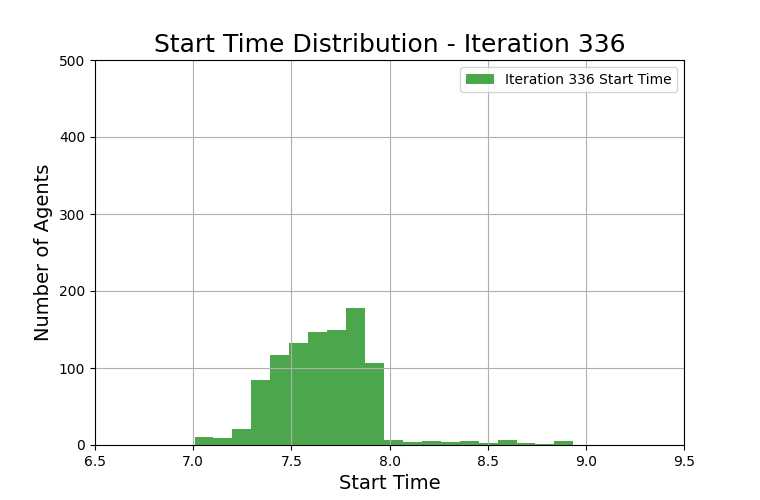 Start Time Distribution - Iteration 336
Iteration 336 Start Time
Number of Agents
500
400
300
200
100
0
6.5 7.0 7.5 8.0 8.5 9.0 9.5
Start Time